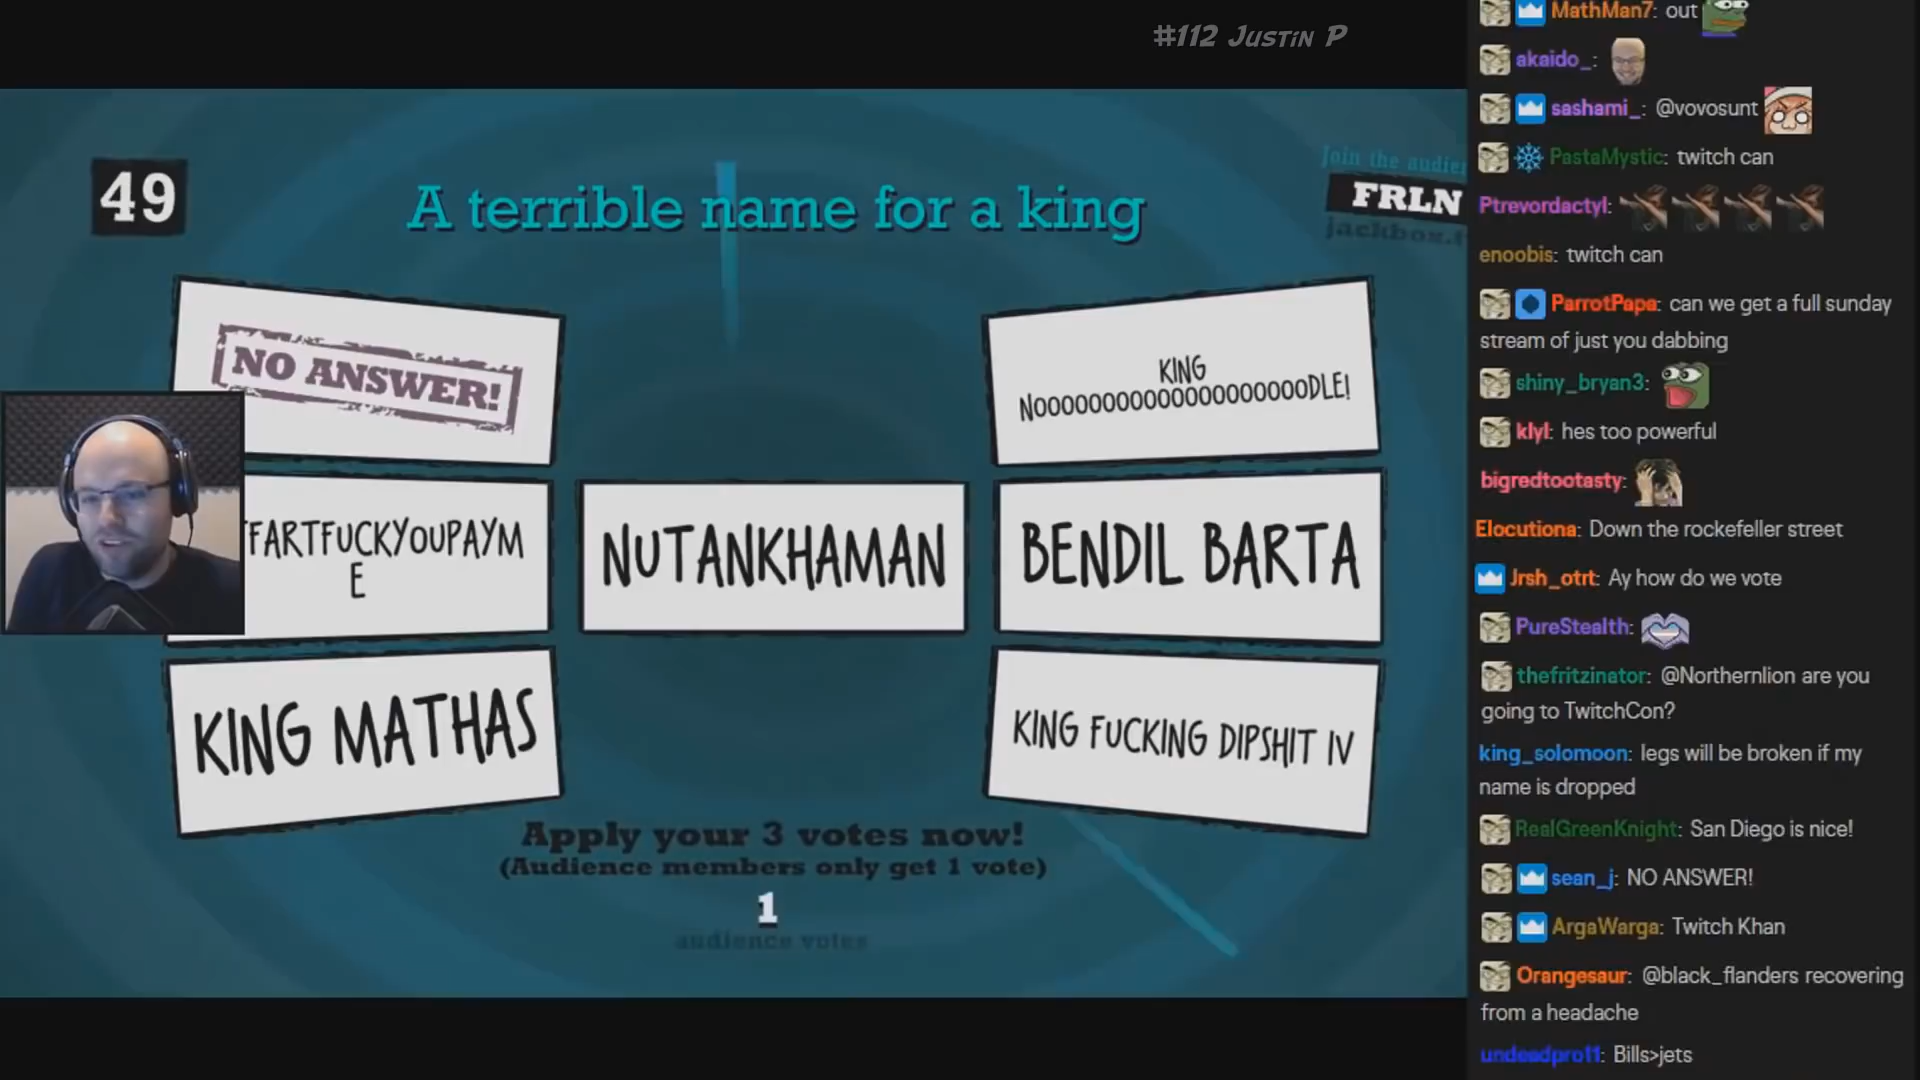 #112 Justin P
49
A terrible name for a king
Join the audien
FRLN
jackbox.t
NO ANSWER!
KING
NOOOOOOOOOOOOOOOOOOOODLE!
FARTFUCKYOUPAYM
E
NUTANKHAMAN
BENDIL BARTA
KING MATHAS
KING FUCKING DIPSHIT IV
Apply your 3 votes now!
(Audience members only get 1 vote)
1
audience votes
MathMan7: out
akaido_:
sashami_: @vovosunt
PastaMystic: twitch can
Ptrevordactyl:
enoobis: twitch can
ParrotPapa: can we get a full sunday
stream of just you dabbing
shiny_bryan3:
klyl: hes too powerful
bigredtootasty:
Elocutiona: Down the rockefeller street
Jrsh_otrt: Ay how do we vote
PureStealth:
thefritzinator: @Northernlion are you
going to TwitchCon?
king_solomoon: legs will be broken if my
name is dropped
RealGreenKnight: San Diego is nice!
sean_j: NO ANSWER!
ArgaWarga: Twitch Khan
Orangesaur: @black_flanders recovering
from a headache
undeadpro11: Bills>jets